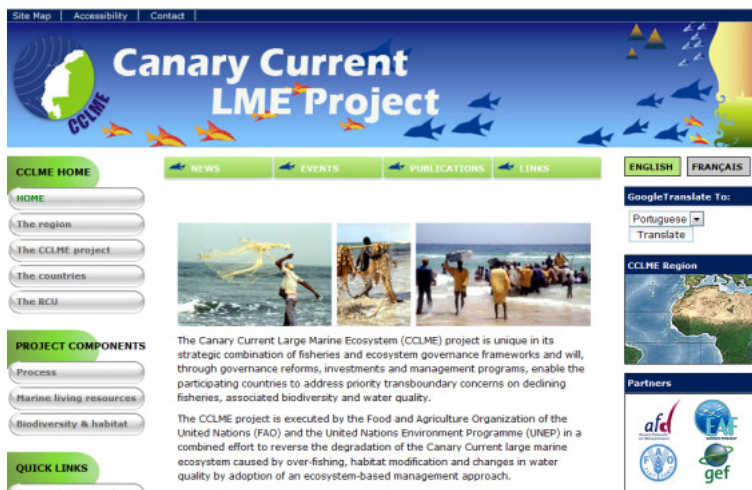 Site Map | Accessibility | Contact |
Canary Current
LME Project
CCLME
CCLME HOME
HOME
The region
The CCLME project
The countries
The RCU
PROJECT COMPONENTS
Process
Marine living resources
Biodiversity & habitat
QUICK LINKS
NEWS
EVENTS
PUBLICATIONS
LINKS
The Canary Current Large Marine Ecosystem (CCLME) project is unique in its
strategic combination of fisheries and ecosystem governance frameworks and will,
through governance reforms, investments and management programs, enable the
participating countries to address priority transboundary concerns on declining
fisheries, associated biodiversity and water quality.
The CCLME project is executed by the Food and Agriculture Organization of the
United Nations (FAO) and the United Nations Environment Programme (UNEP) in a
combined effort to reverse the degradation of the Canary Current large marine
ecosystem caused by over-fishing, habitat modification and changes in water
quality by adoption of an ecosystem-based management approach.
ENGLISH
FRANÇAIS
GoogleTranslate To:
Portuguese
Translate
CCLME Region
Partners
afd
EAF
FAO
gef